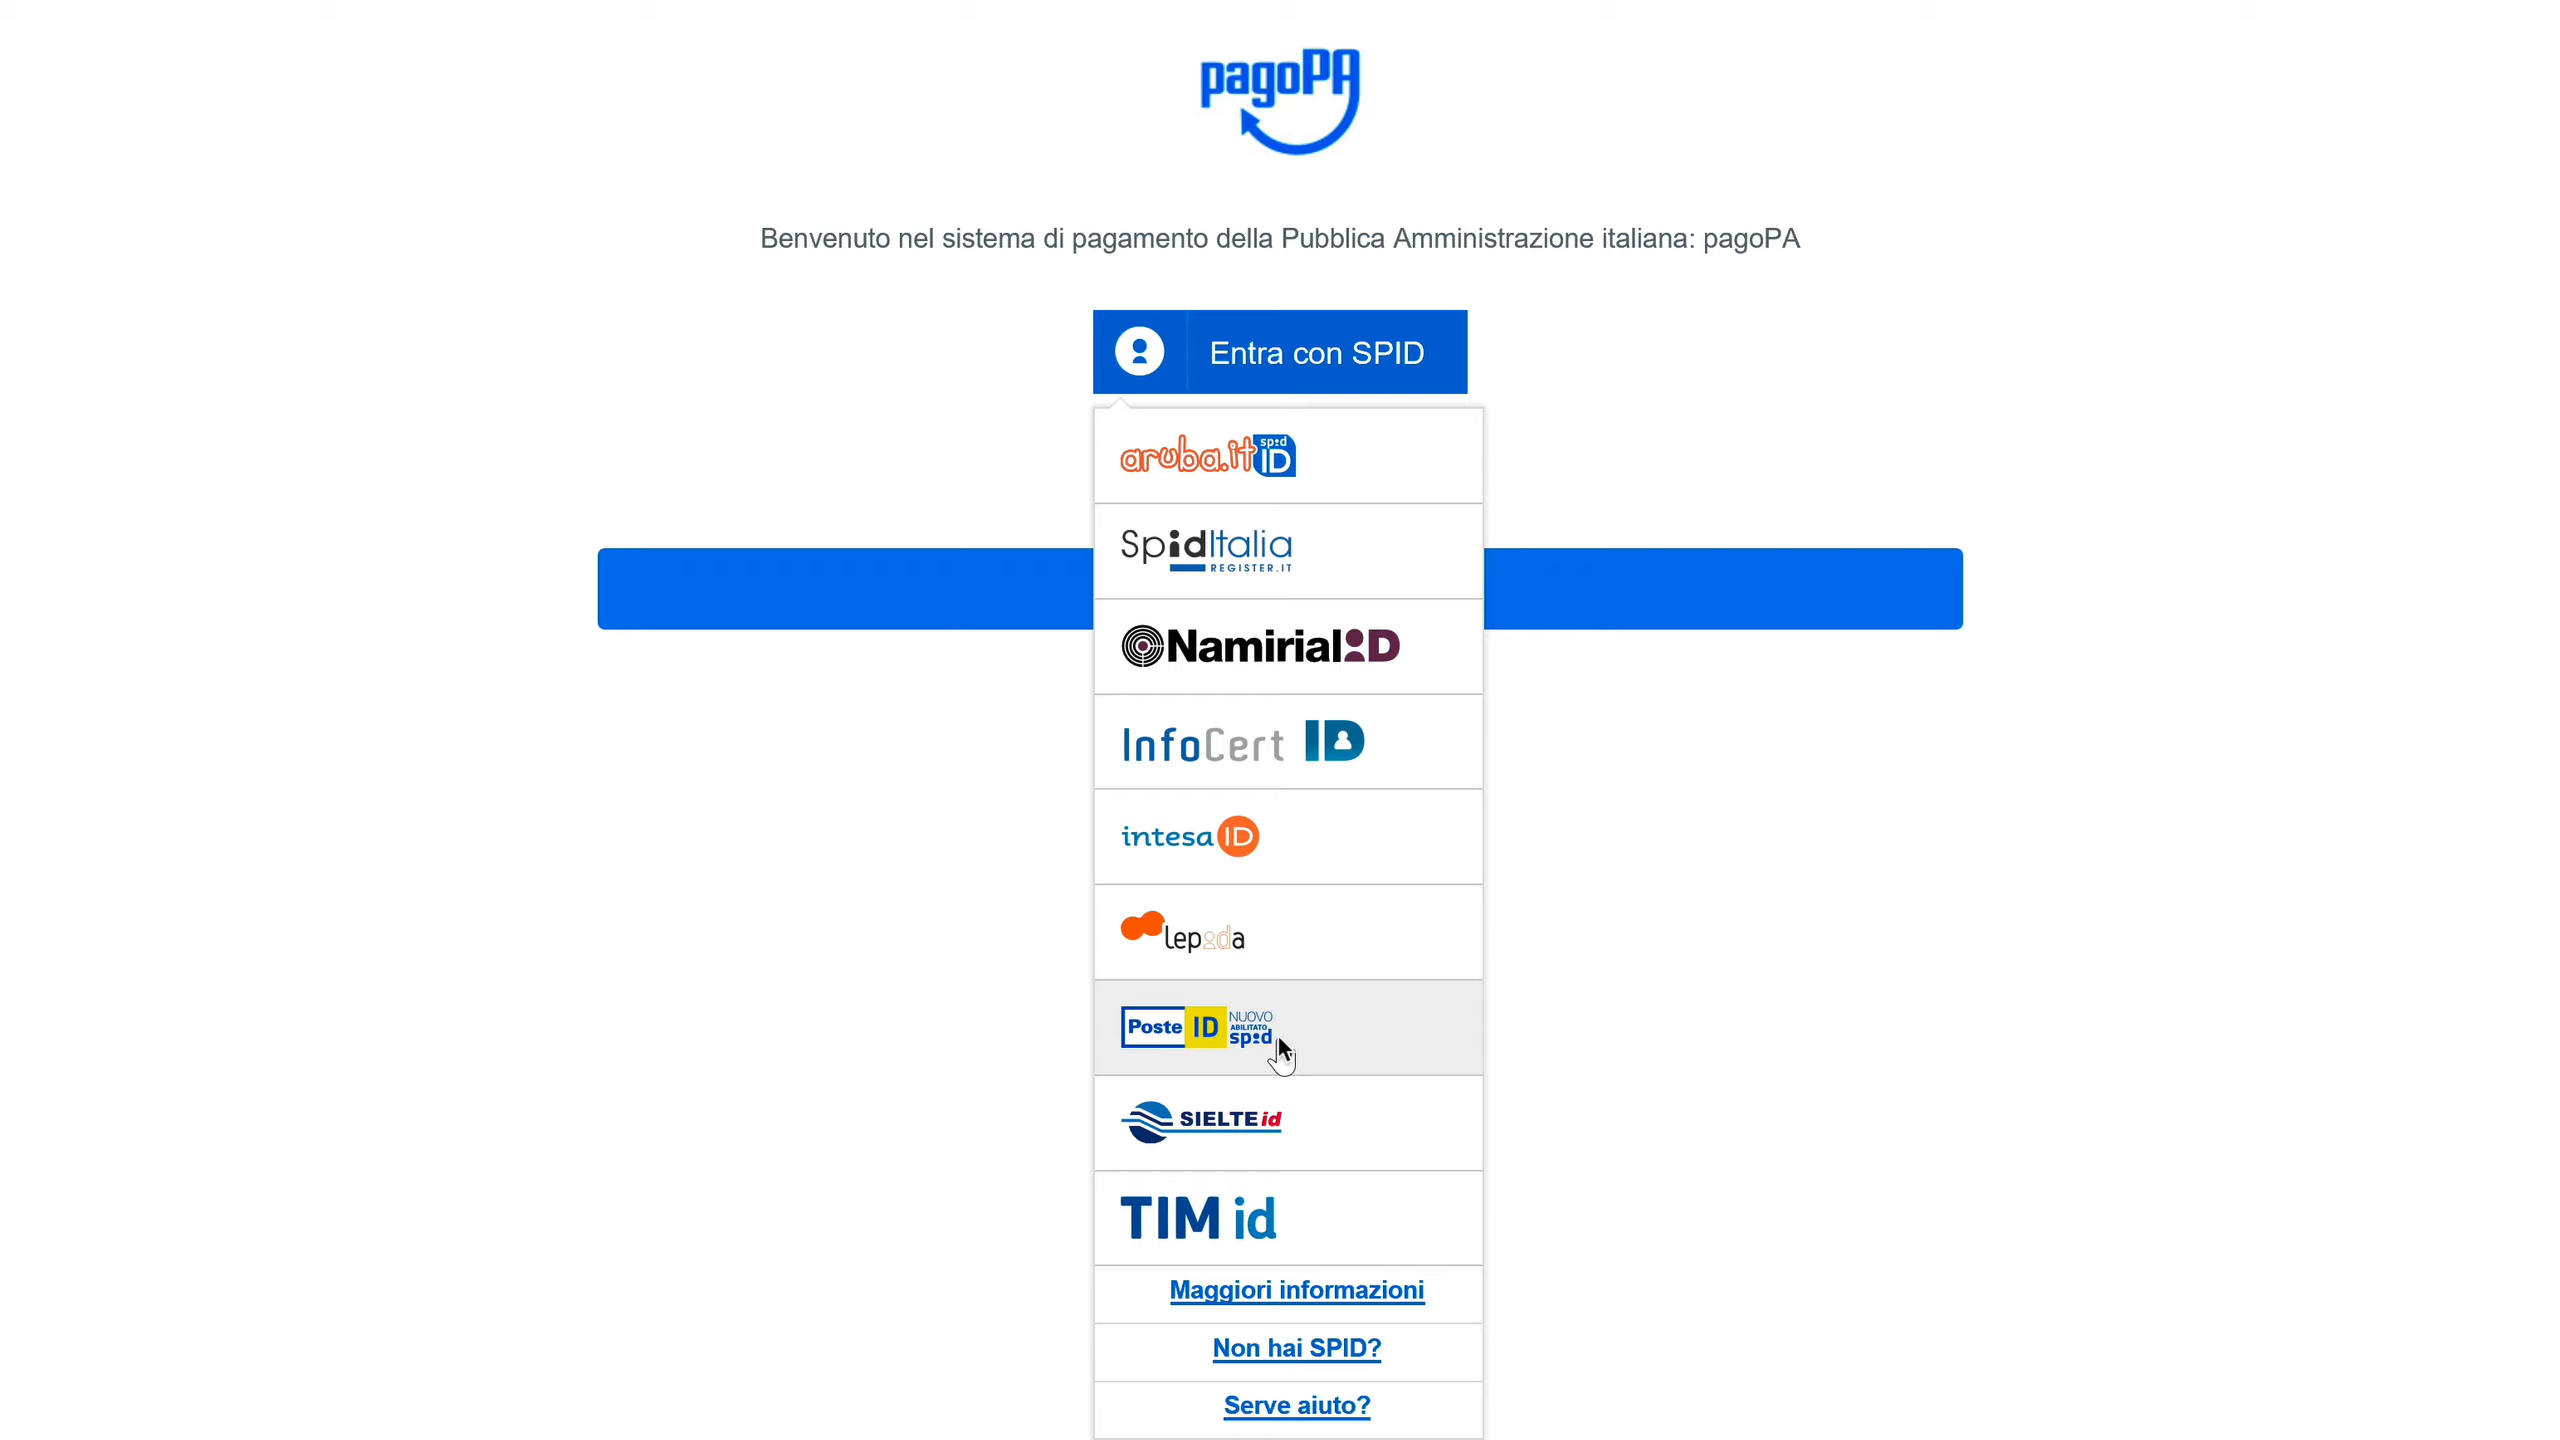 pagoPA
Benvenuto nel sistema di pagamento della Pubblica Amministrazione italiana: pagoPA
Entra con SPID
aruba.it spid ID
SpidItalia
REGISTER.IT
Namirial ID
InfoCert ID
intesa ID
lepida
Poste ID NUOVO
ABILITATO
spid
SIELTE id
TIM id
Maggiori informazioni
Non hai SPID?
Serve aiuto?